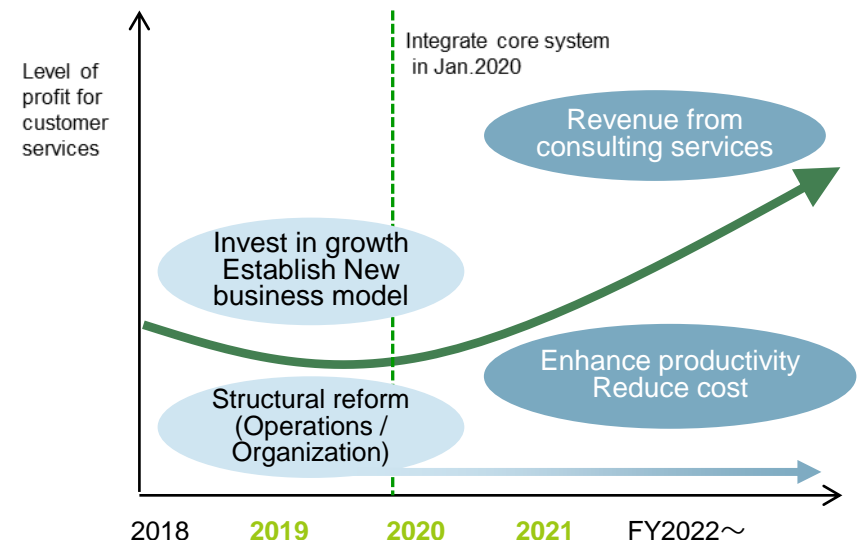 Level of
profit for
customer
services
Integrate core system
in Jan.2020
Revenue from
consulting services
Invest in growth
Establish New
business model
Enhance productivity
Reduce cost
Structural reform
(Operations /
Organization)
2018 2019 2020 2021 FY2022～